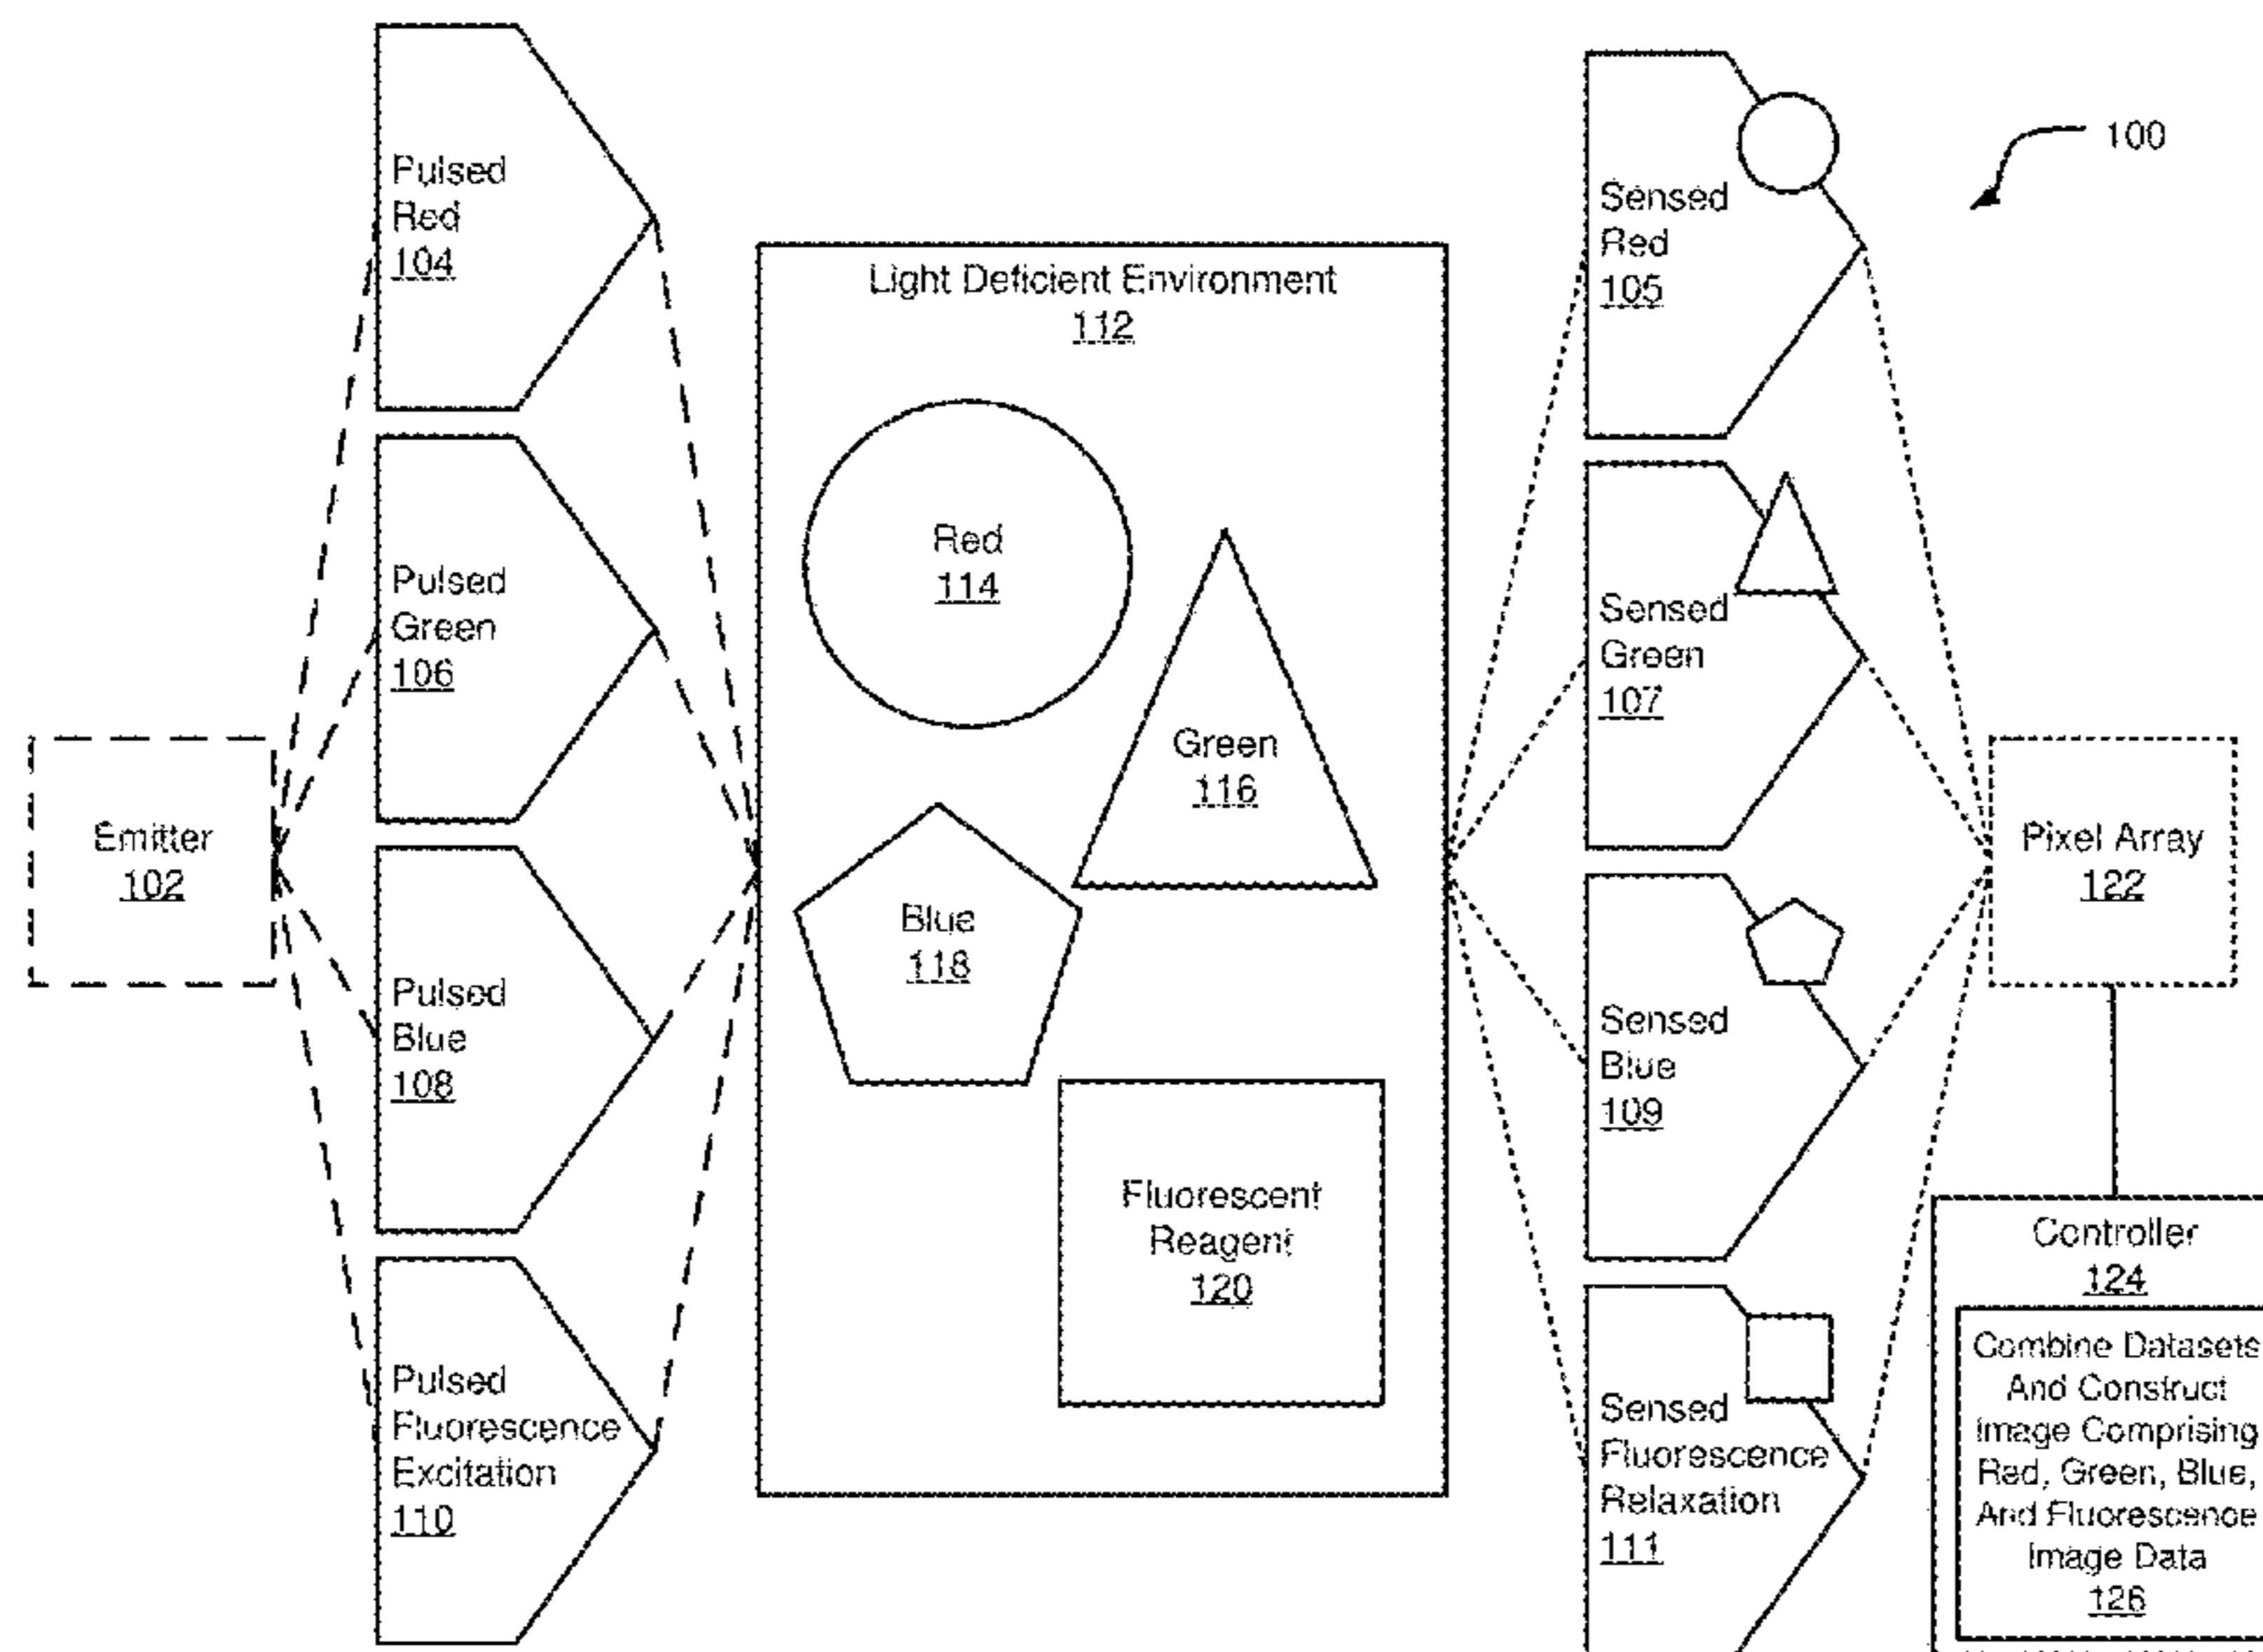 Pulsed
Red
104
Pulsed
Green
106
Pulsed
Blue
108
Pulsed
Fluorescence
Excitation
110
Emitter
102
Light Deficient Environment
112
Red
114
Green
116
Blue
118
Fluorescent
Reagent
120
Sensed
Red
105
Sensed
Green
107
Sensed
Blue
109
Sensed
Fluorescence
Relaxation
111
100
Pixel Array
122
Controller
124
Combine Datasets
And Construct
Image Comprising
Red, Green, Blue,
And Fluorescence
Image Data
126